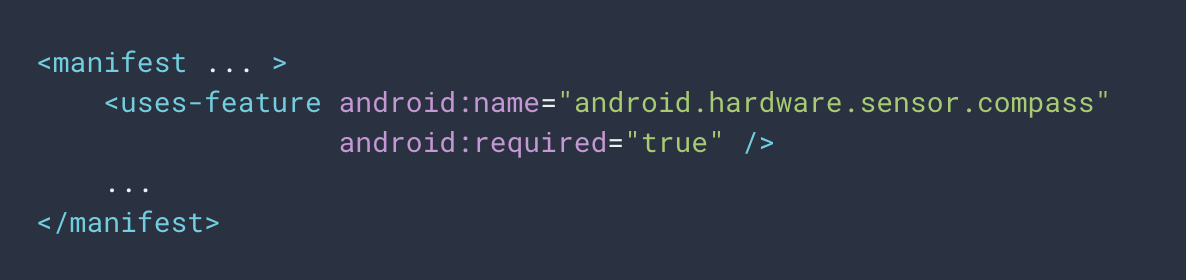 <manifest ... >
    <uses-feature android:name="android.hardware.sensor.compass"
                  android:required="true" />
    ...
</manifest>